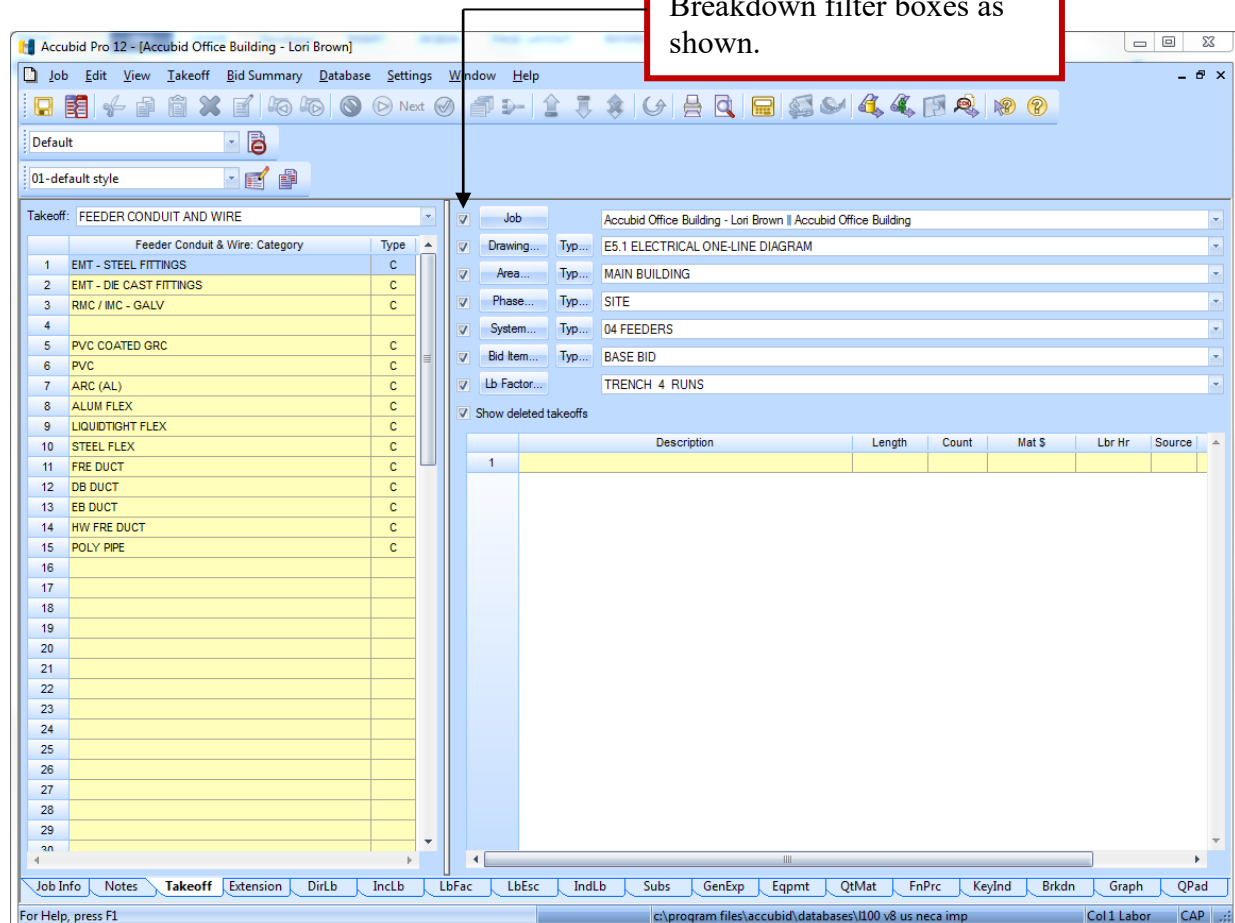 Breakdown filter boxes as
shown.
Accubid Pro 12 - [Accubid Office Building - Lori Brown]
Job Edit View Takeoff Bid Summary Database Settings Window Help
Next
Default
01-default style
Takeoff: FEEDER CONDUIT AND WIRE
Feeder Conduit & Wire: Category Type
1 EMT - STEEL FITTINGS C
2 EMT - DIE CAST FITTINGS C
3 RMC / IMC - GALV C
4
5 PVC COATED GRC C
6 PVC C
7 ARC (AL) C
8 ALUM FLEX C
9 LIQUIDTIGHT FLEX C
10 STEEL FLEX C
11 FRE DUCT C
12 DB DUCT C
13 EB DUCT C
14 HW FRE DUCT C
15 POLY PIPE C
16
17
18
19
20
21
22
23
24
25
26
27
28
29
30
Job Accubid Office Building - Lori Brown || Accubid Office Building
Drawing... Typ... E5.1 ELECTRICAL ONE-LINE DIAGRAM
Area... Typ... MAIN BUILDING
Phase... Typ... SITE
System... Typ... 04 FEEDERS
Bid Item... Typ... BASE BID
Lb Factor... TRENCH 4 RUNS
Show deleted takeoffs
Description Length Count Mat $ Lbr Hr Source
1
Job Info Notes Takeoff Extension DirLb IncLb LbFac LbEsc IndLb Subs GenExp Eqpmt QtMat FnPrc KeyInd Brkdn Graph QPad
For Help, press F1 c:\program files\accubid\databases\l100 v8 us neca imp Col 1 Labor CAP